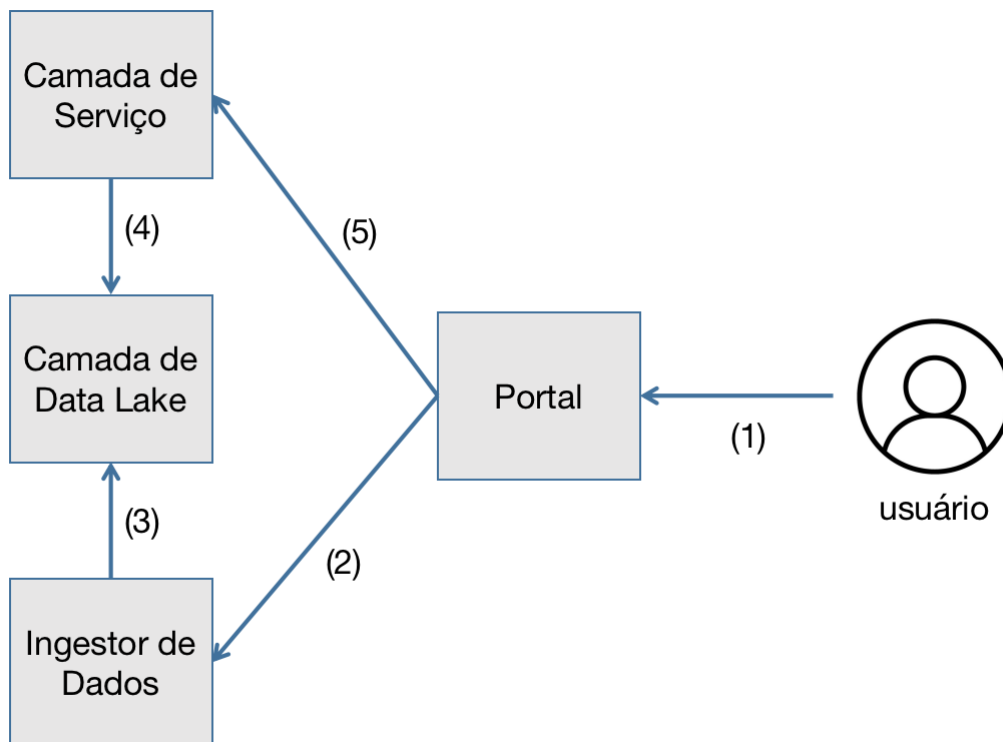 Camada de
Serviço
(4)
(5)
Camada de
Data Lake
Portal
(1)
usuário
(3)
(2)
Ingestor de
Dados